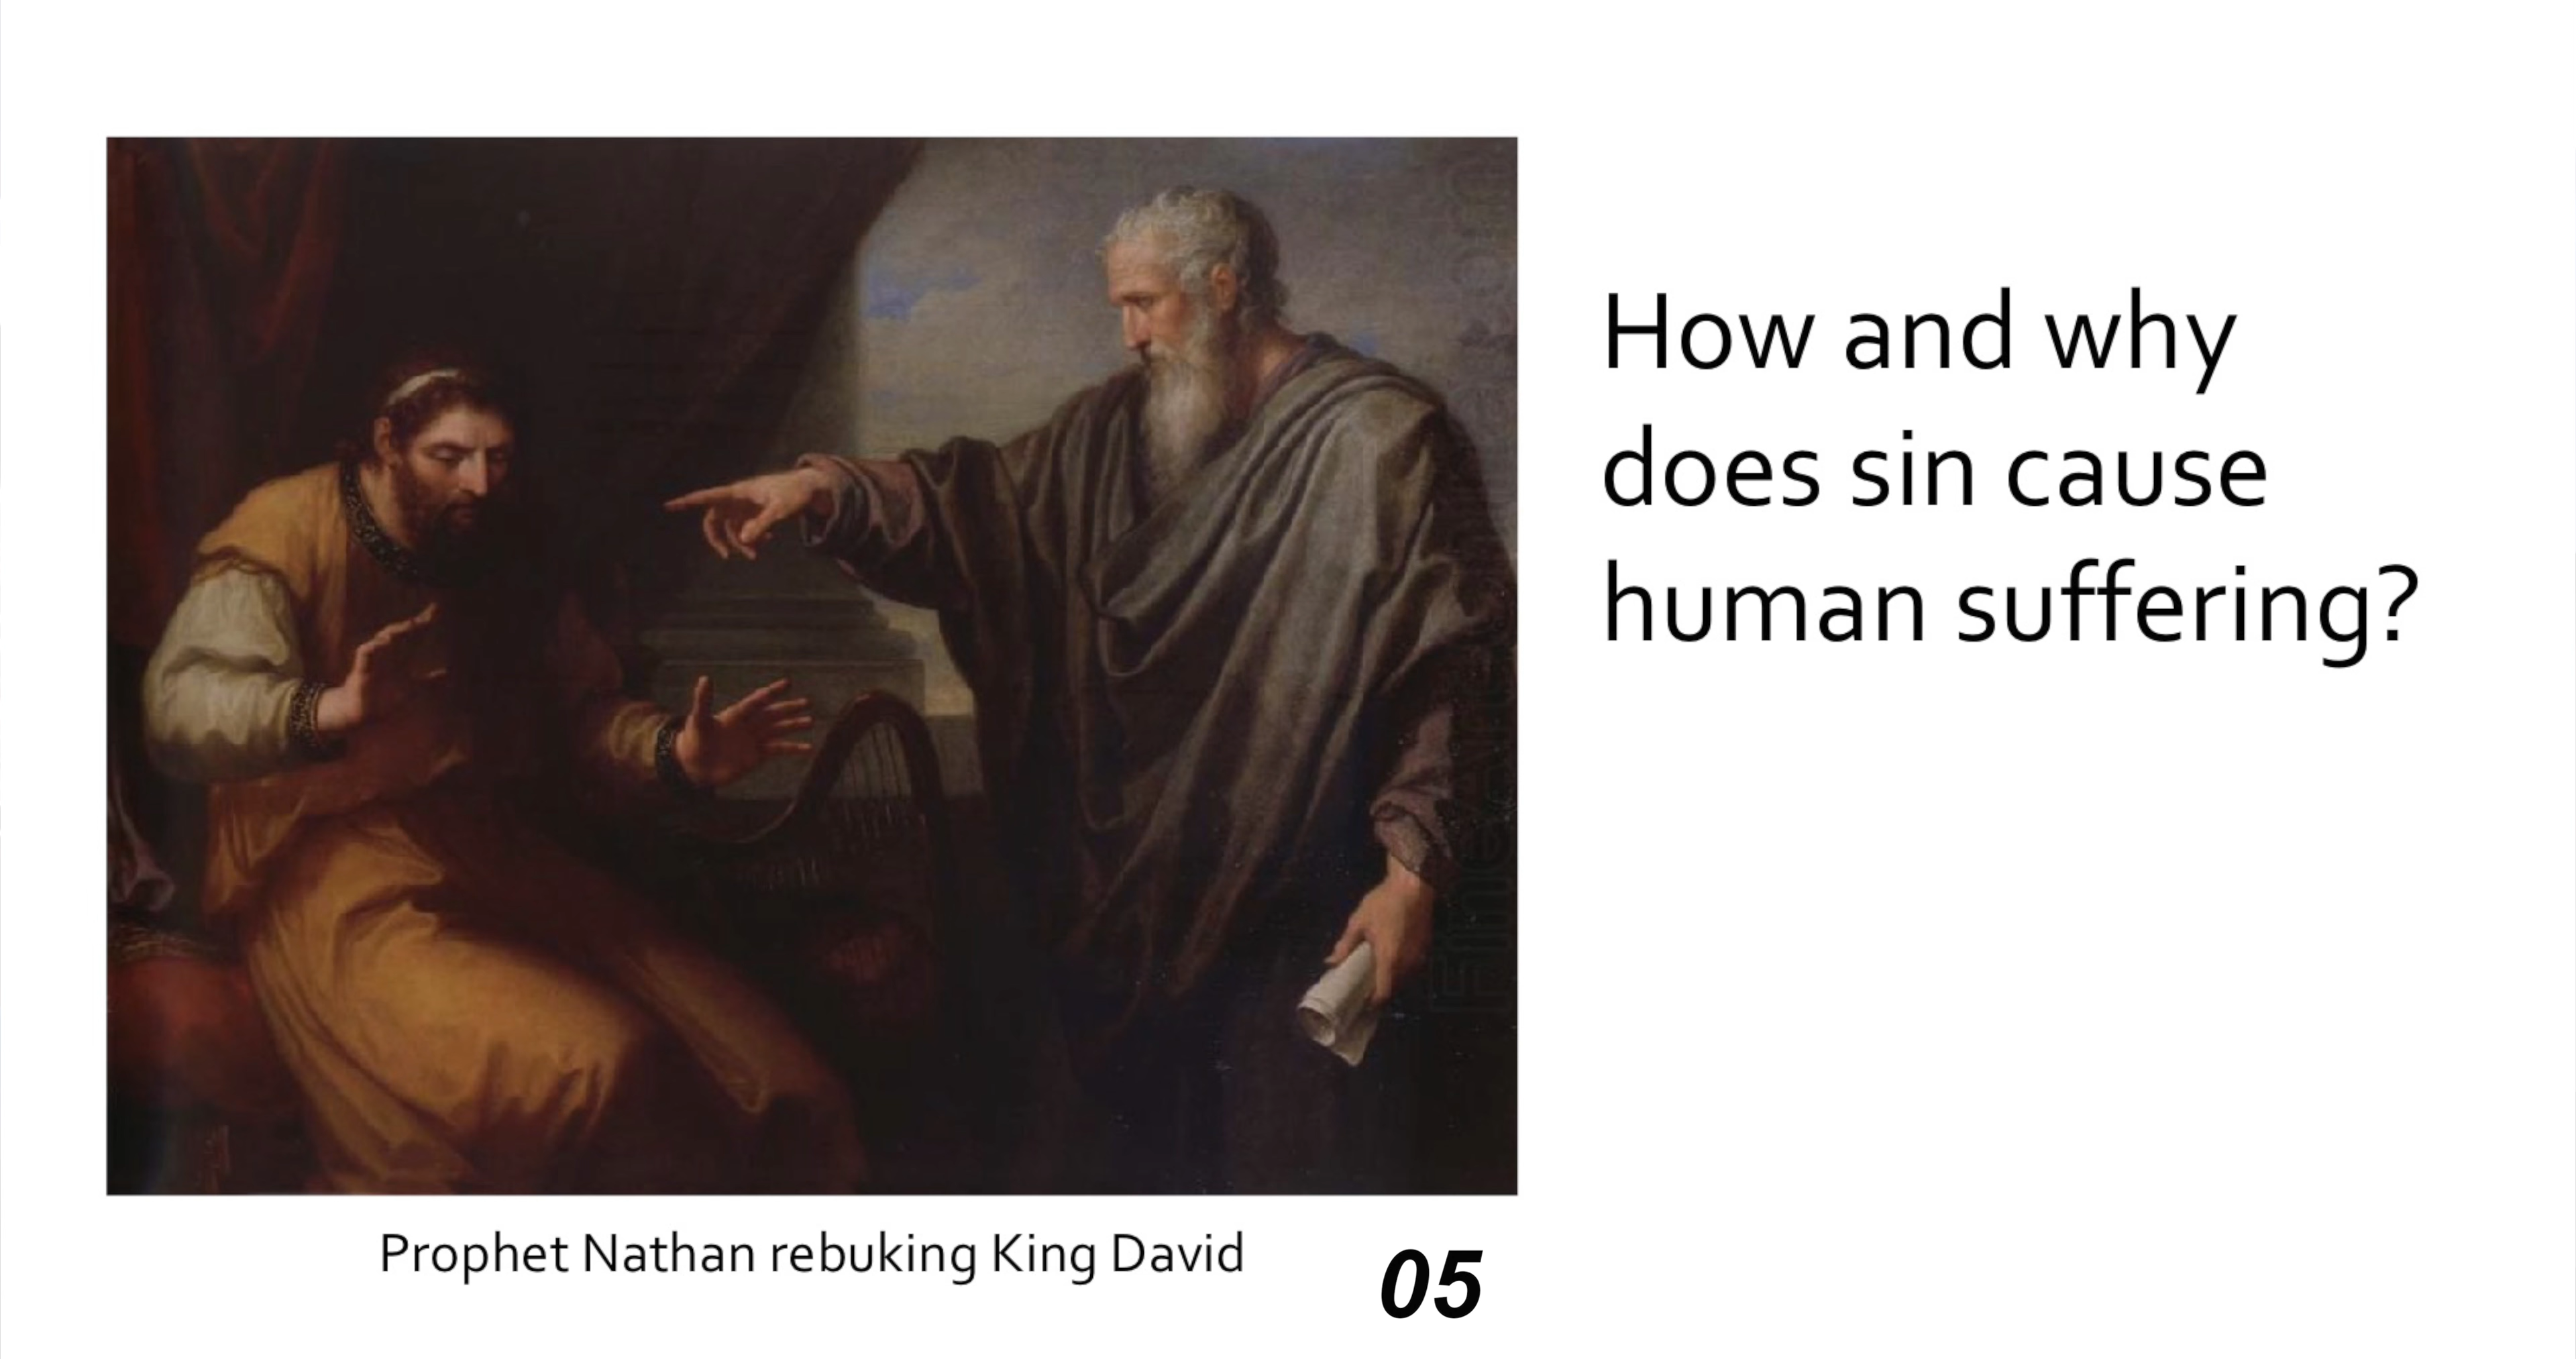 How and why
does sin cause
human suffering?
Prophet Nathan rebuking King David
05